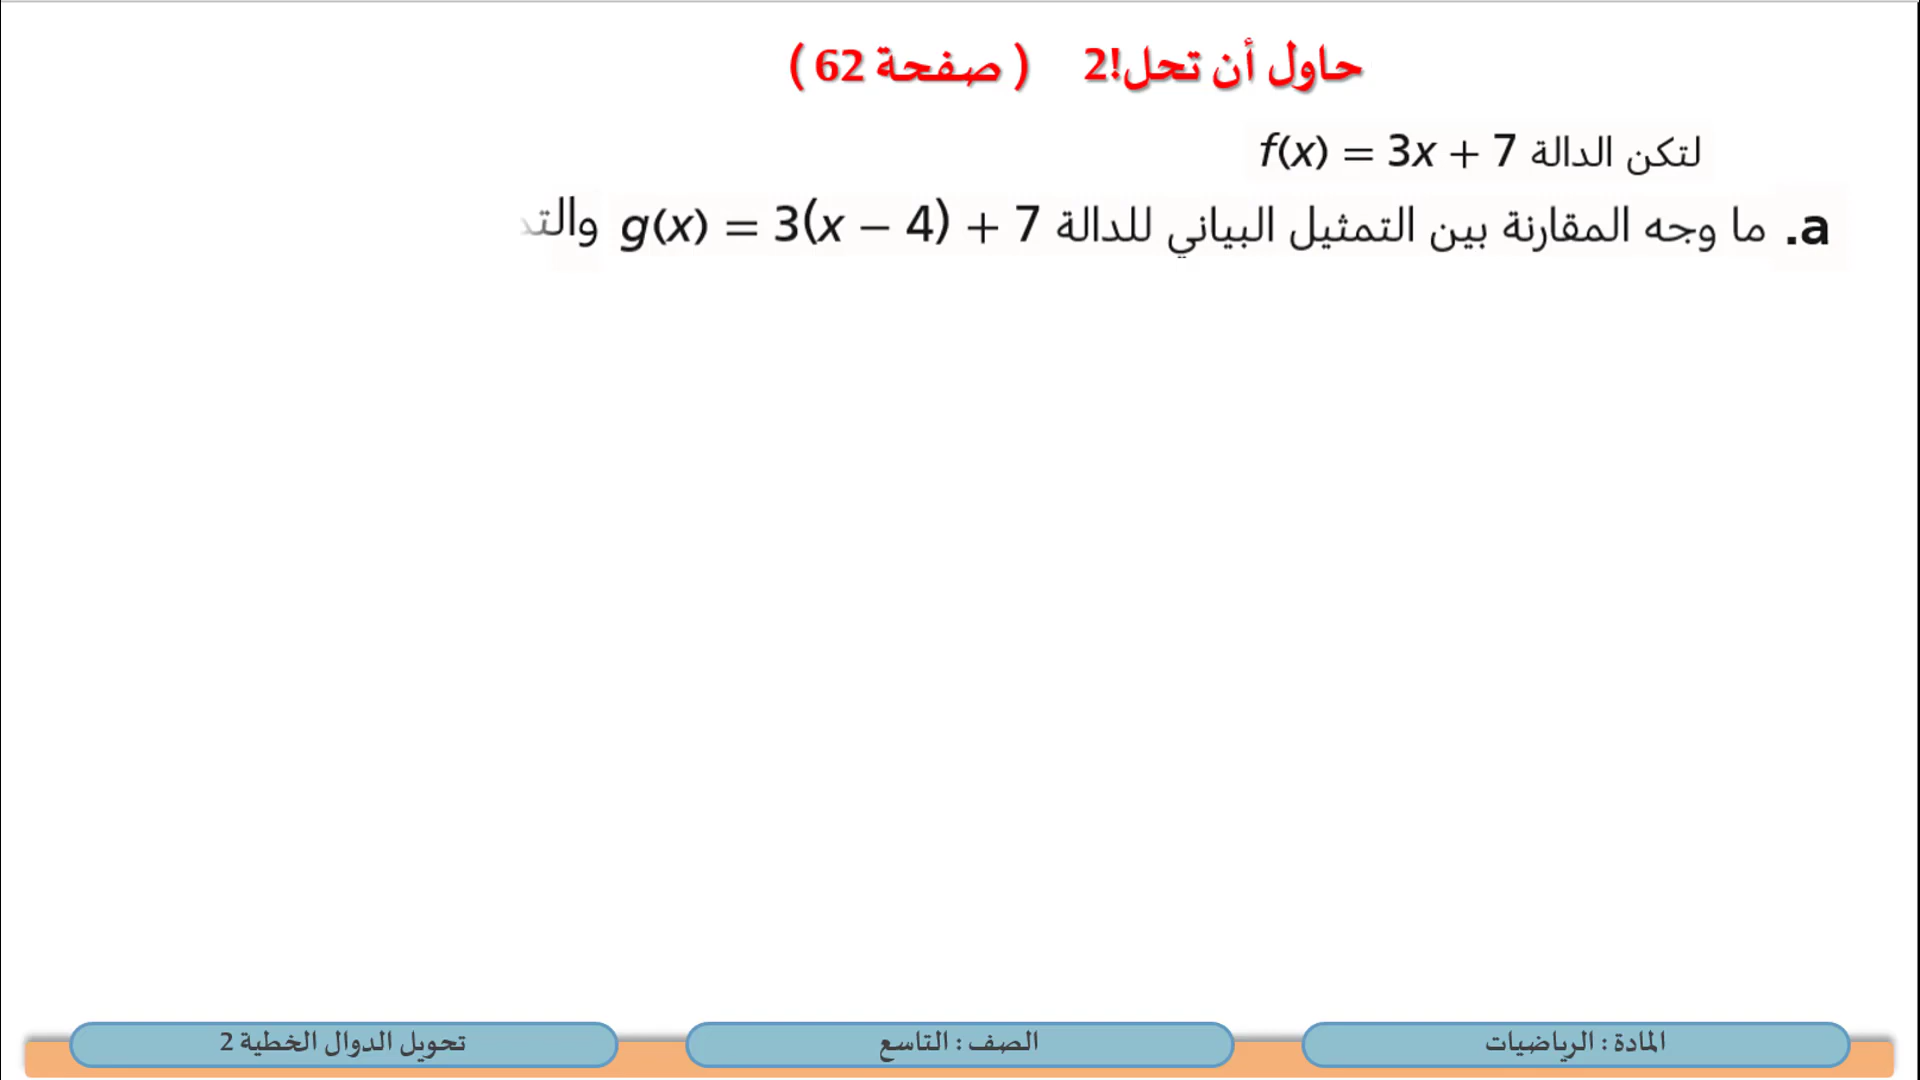 حاول أن تحل!2 ( صفحة 62 )
لتكن الدالة f(x) = 3x + 7
a. ما وجه المقارنة بين التمثيل البياني للدالة g(x) = 3(x − 4) + 7
المادة : الرياضيات
الصف : التاسع
تحويل الدوال الخطية 2